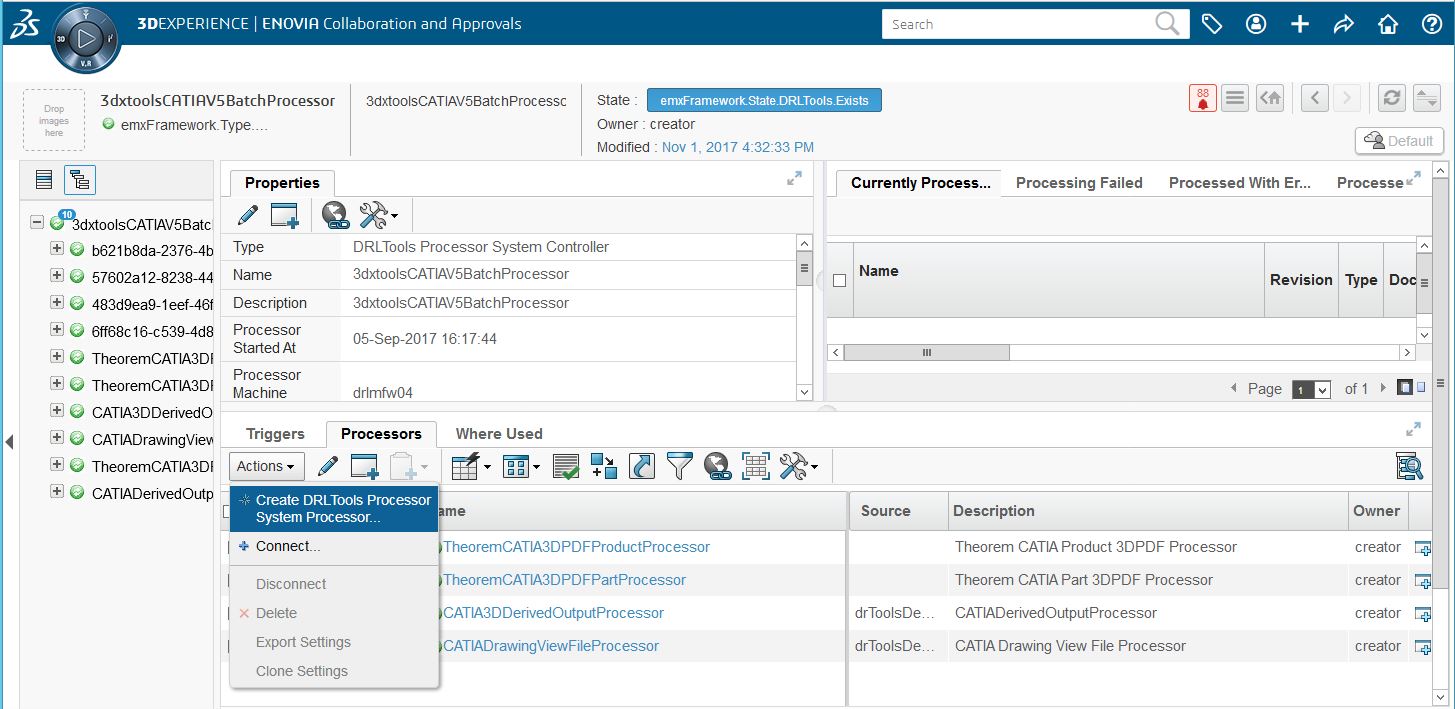 3DEXPERIENCE | ENOVIA Collaboration and Approvals
Search
3D
V,R
Drop
images
here
3dxtoolsCATIAV5BatchProcessor
emxFramework.Type....
3dxtoolsCATIAV5BatchProcessc
State : emxFramework.State.DRLTools.Exists
Owner : creator
Modified : Nov 1, 2017 4:32:33 PM
88
Default
10
3dxtoolsCATIAV5Batc
b621b8da-2376-4b
57602a12-8238-44
483d9ea9-1eef-46f
6ff68c16-c539-4d8
TheoremCATIA3DF
TheoremCATIA3DF
CATIA3DDerivedO
CATIADrawingView
TheoremCATIA3DF
CATIADerivedOutp
Properties
Type DRLTools Processor System Controller
Name 3dxtoolsCATIAV5BatchProcessor
Description 3dxtoolsCATIAV5BatchProcessor
Processor
Started At 05-Sep-2017 16:17:44
Processor
Machine drlmfw04
Currently Process... Processing Failed Processed With Er... Processe
Name Revision Type Doc
Page 1 of 1
Triggers Processors Where Used
Actions
Create DRLTools Processor
System Processor...
Connect...
Disconnect
Delete
Export Settings
Clone Settings
ame Source Description Owner
TheoremCATIA3DPDFProductProcessor Theorem CATIA Product 3DPDF Processor creator
TheoremCATIA3DPDFPartProcessor Theorem CATIA Part 3DPDF Processor creator
CATIA3DDerivedOutputProcessor drToolsDe... CATIADerivedOutputProcessor creator
CATIADrawingViewFileProcessor drToolsDe... CATIA Drawing View File Processor creator